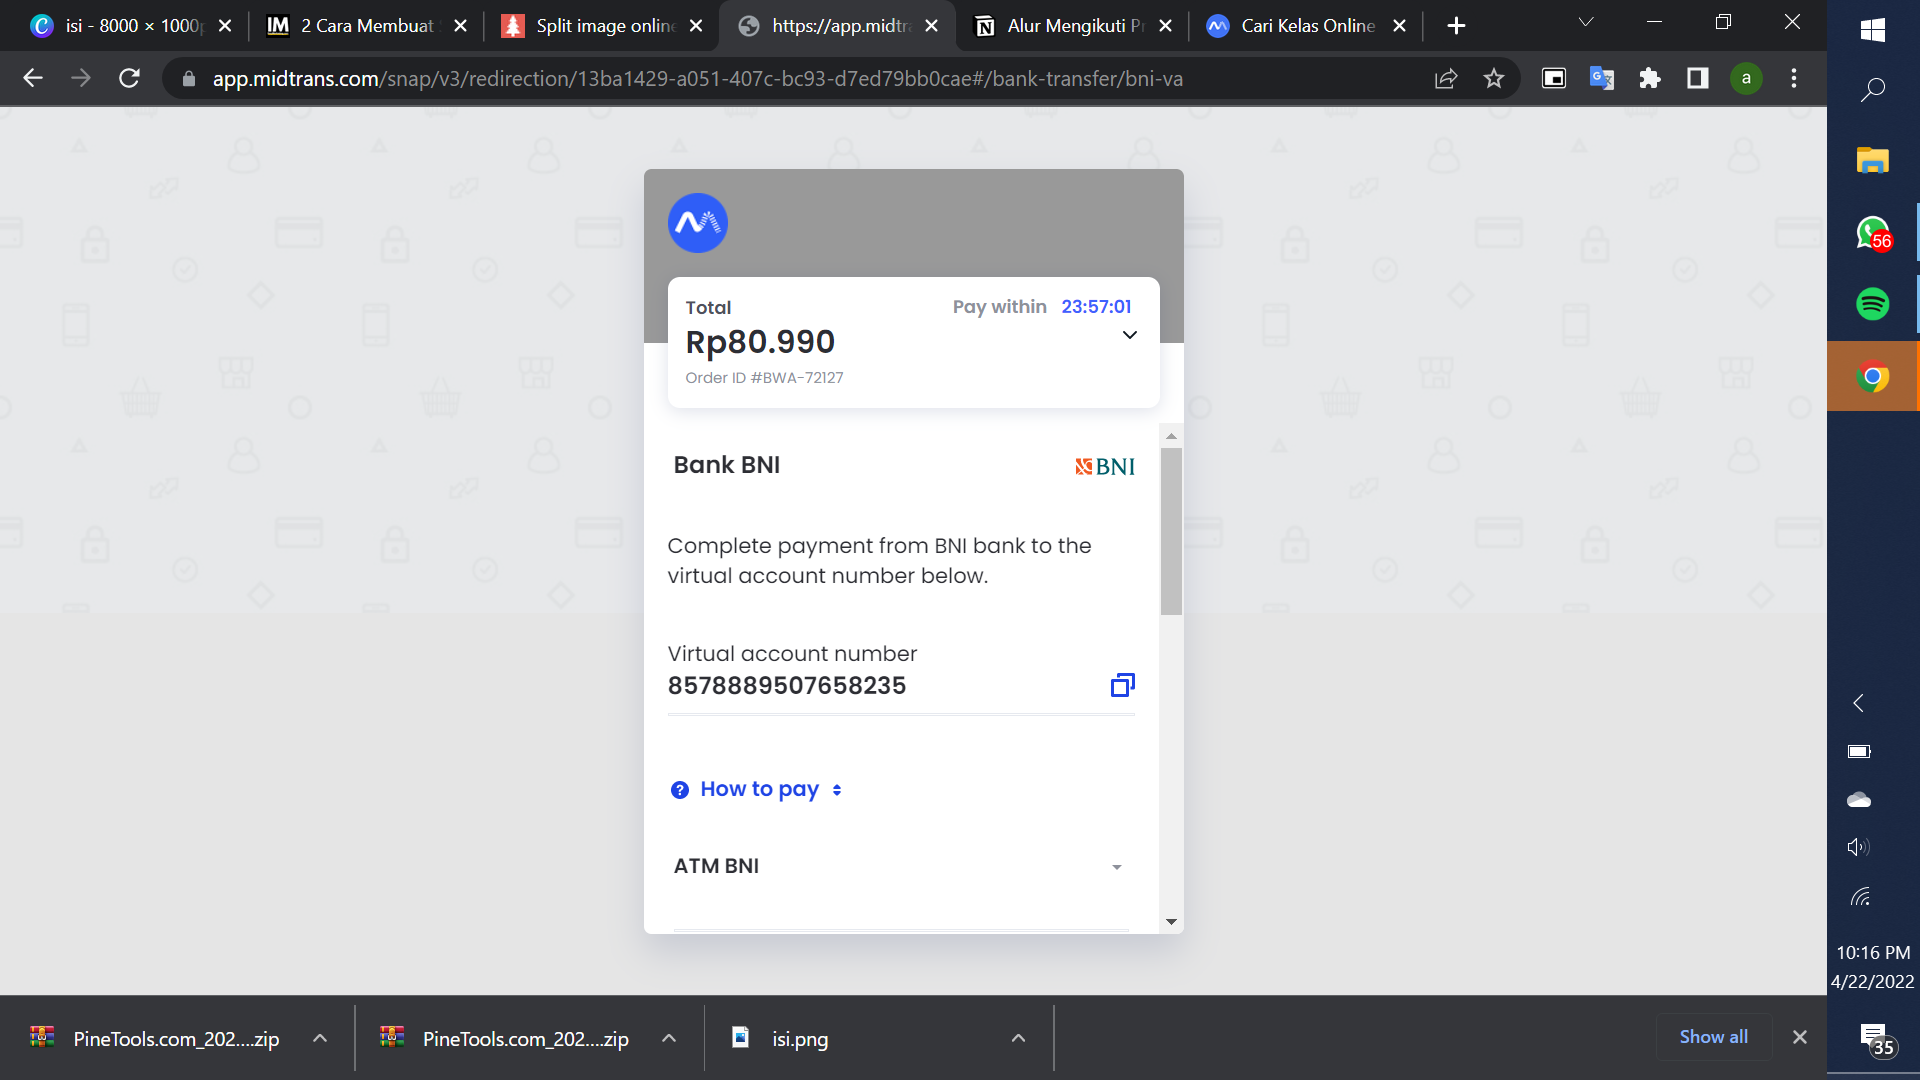 isi - 8000 × 1000p
2 Cara Membuat
Split image online
https://app.midtra
Alur Mengikuti Pr
Cari Kelas Online
app.midtrans.com/snap/v3/redirection/13ba1429-a051-407c-bc93-d7ed79bb0cae#/bank-transfer/bni-va
a
56
Total
Pay within 23:57:01
Rp80.990
Order ID #BWA-72127
Bank BNI
BNI
Complete payment from BNI bank to the
virtual account number below.
Virtual account number
8578889507658235
How to pay
ATM BNI
10:16 PM
4/22/2022
35
PineTools.com_202....zip
PineTools.com_202....zip
isi.png
Show all